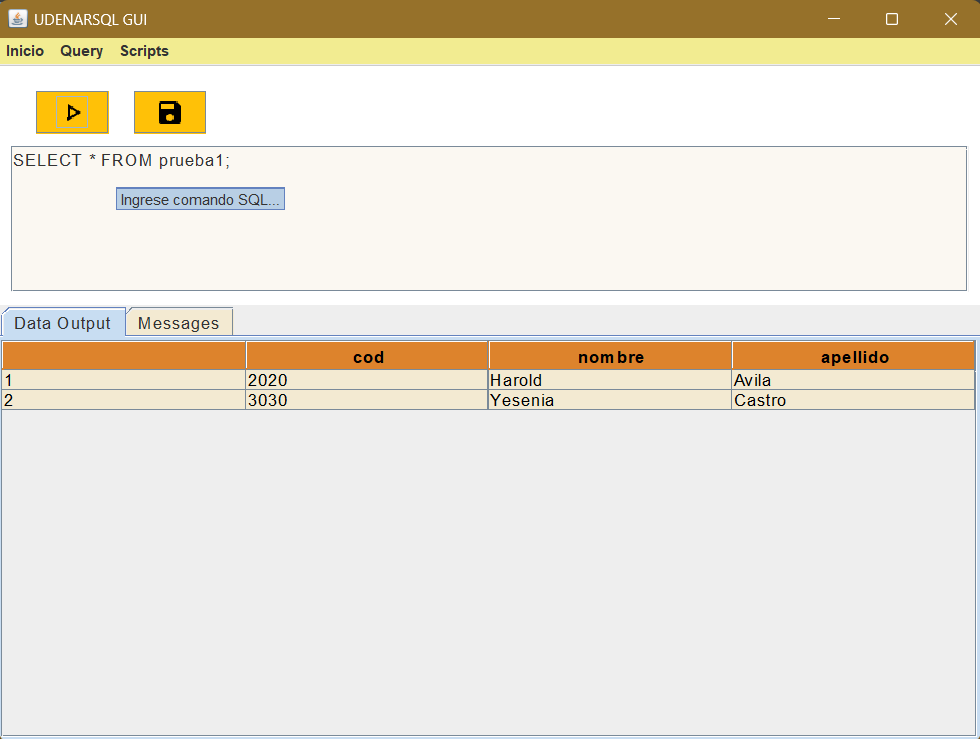 UDENARSQL GUI
Inicio Query Scripts
SELECT * FROM prueba1;
Ingrese comando SQL...
Data Output Messages
cod nombre apellido
1 2020 Harold Avila
2 3030 Yesenia Castro